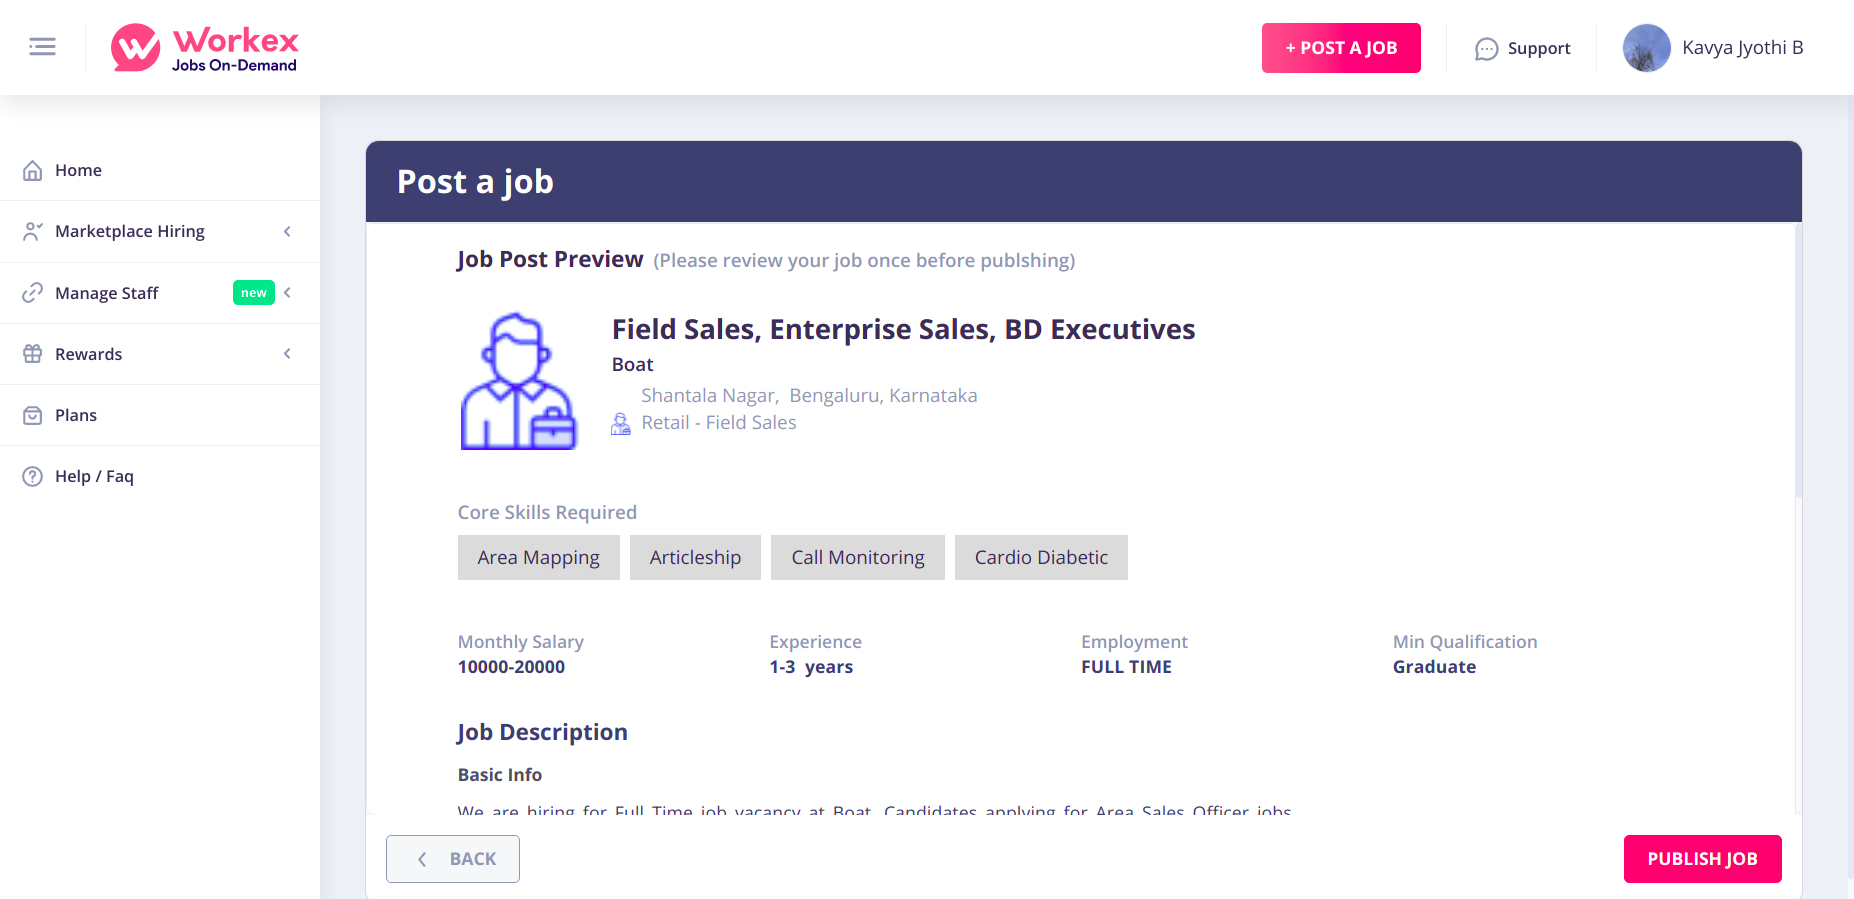 Workex
Jobs On-Demand
+ POST A JOB
Support
Kavya Jyothi B
Home
Marketplace Hiring
Manage Staff new
Rewards
Plans
Help / Faq
Post a job
Job Post Preview (Please review your job once before publshing)
Field Sales, Enterprise Sales, BD Executives
Boat
Shantala Nagar, Bengaluru, Karnataka
Retail - Field Sales
Core Skills Required
Area Mapping Articleship Call Monitoring Cardio Diabetic
Monthly Salary Experience Employment Min Qualification
10000-20000 1-3 years FULL TIME Graduate
Job Description
Basic Info
We are hiring for Full Time job vacancy at Boat. Candidates applying for Area Sales Officer jobs
BACK
PUBLISH JOB